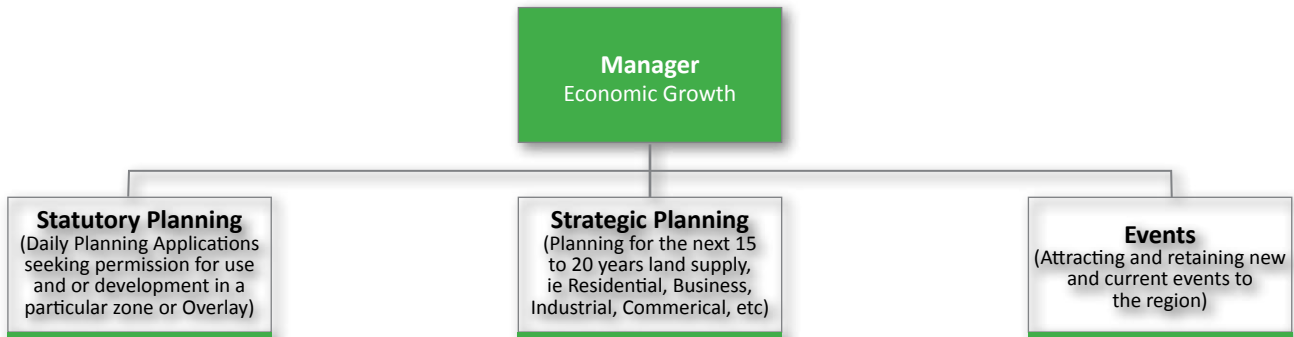 Manager
Economic Growth
Statutory Planning
(Daily Planning Applications
seeking permission for use
and or development in a
particular zone or Overlay)
Strategic Planning
(Planning for the next 15
to 20 years land supply,
ie Residential, Business,
Industrial, Commerical, etc)
Events
(Attracting and retaining new
and current events to
the region)